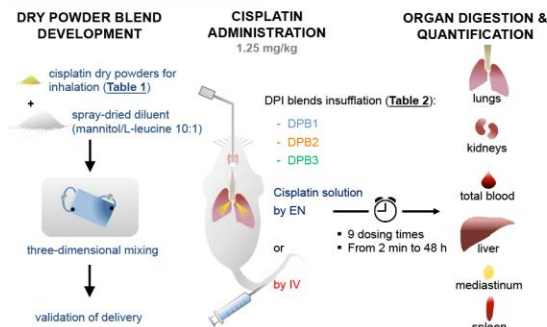 DRY POWDER BLEND
DEVELOPMENT
cisplatin dry powders for
inhalation (Table 1)
+
spray-dried diluent
(mannitol/L-leucine 10:1)
three-dimensional mixing
validation of delivery
CISPLATIN
ADMINISTRATION
1.25 mg/kg
DPI blends insufflation (Table 2):
- DPB1
- DPB2
- DPB3
Cisplatin solution
by EN
or
by IV
▪ 9 dosing times
▪ From 2 min to 48 h
ORGAN DIGESTION &
QUANTIFICATION
lungs
kidneys
total blood
liver
mediastinum
spleen